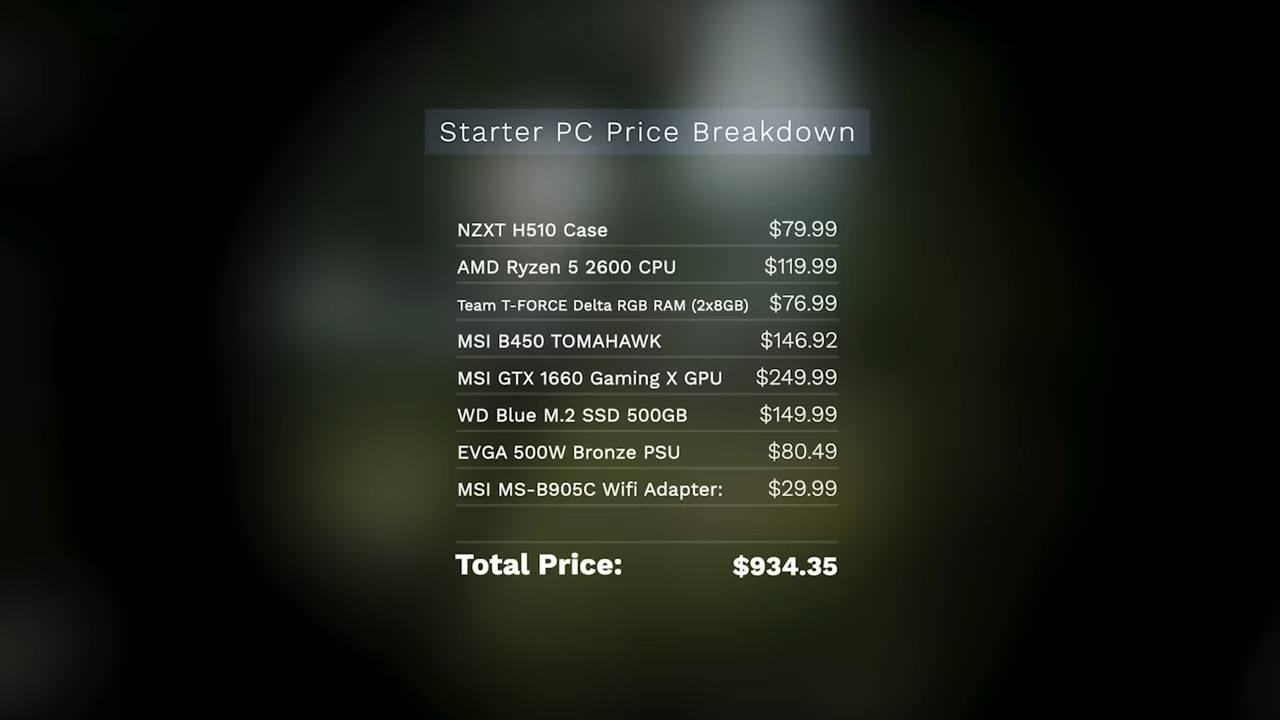 Starter PC Price Breakdown
NZXT H510 Case $79.99
AMD Ryzen 5 2600 CPU $119.99
Team T-FORCE Delta RGB RAM (2x8GB) $76.99
MSI B450 TOMAHAWK $146.92
MSI GTX 1660 Gaming X GPU $249.99
WD Blue M.2 SSD 500GB $149.99
EVGA 500W Bronze PSU $80.49
MSI MS-B905C Wifi Adapter: $29.99
Total Price: $934.35